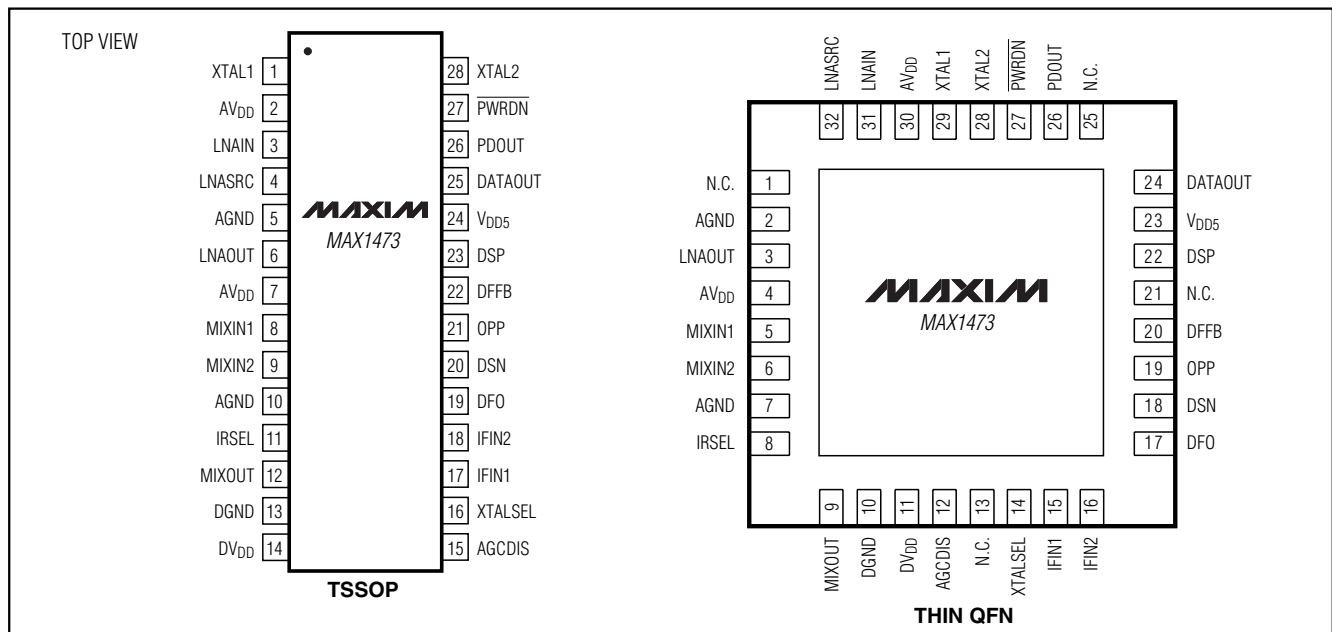 TOP VIEW
XTAL1 1
AVDD 2
LNAIN 3
LNASRC 4
AGND 5
LNAOUT 6
AVDD 7
MIXIN1 8
MIXIN2 9
AGND 10
IRSEL 11
MIXOUT 12
DGND 13
DVDD 14
MAXIM
MAX1473
28 XTAL2
27 PWRDN
26 PDOUT
25 DATAOUT
24 VDD5
23 DSP
22 DFFB
21 OPP
20 DSN
19 DFO
18 IFIN2
17 IFIN1
16 XTALSEL
15 AGCDIS
TSSOP
LNASRC 32
LNAIN 31
AVDD 30
XTAL1 29
XTAL2 28
PWRDN 27
PDOUT 26
N.C. 25
N.C. 1
AGND 2
LNAOUT 3
AVDD 4
MIXIN1 5
MIXIN2 6
AGND 7
IRSEL 8
MAXIM
MAX1473
24 DATAOUT
23 VDD5
22 DSP
21 N.C.
20 DFFB
19 OPP
18 DSN
17 DFO
9 MIXOUT
10 DGND
11 DVDD
12 AGCDIS
13 N.C.
14 XTALSEL
15 IFIN1
16 IFIN2
THIN QFN